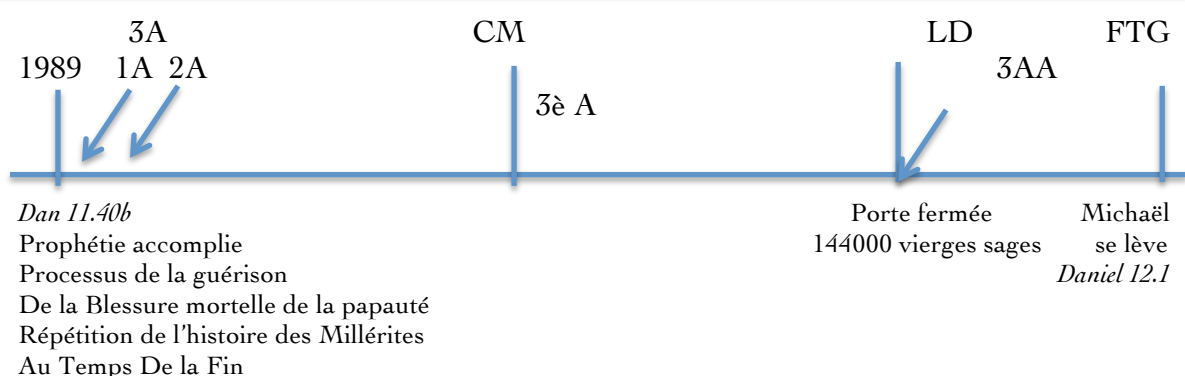 3A
CM
LD
FTG
1989
1A 2A
3AA
3è A
Dan 11.40b
Prophétie accomplie
Processus de la guérison
De la Blessure mortelle de la papauté
Répétition de l'histoire des Millérites
Au Temps De la Fin
Porte fermée
144000 vierges sages
Michaël
se lève
Daniel 12.1